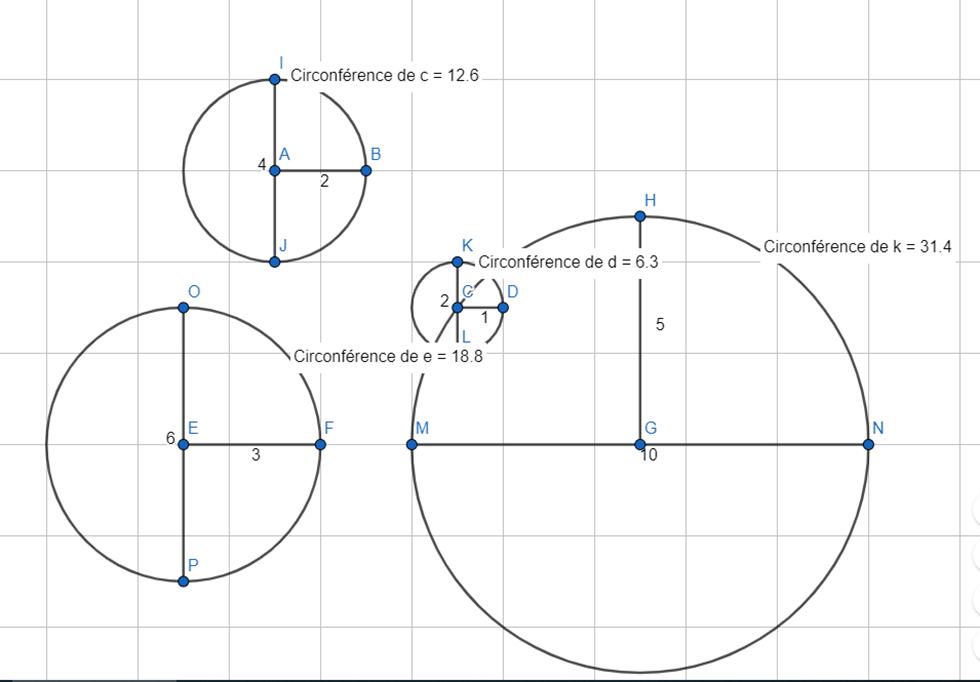 I
Circonférence de c = 12.6
4
A
B
2
J
H
K
Circonférence de k = 31.4
Circonférence de d = 6.3
O
2
C
D
1
5
L
Circonférence de e = 18.8
E
F
6
3
M
G
N
10
P